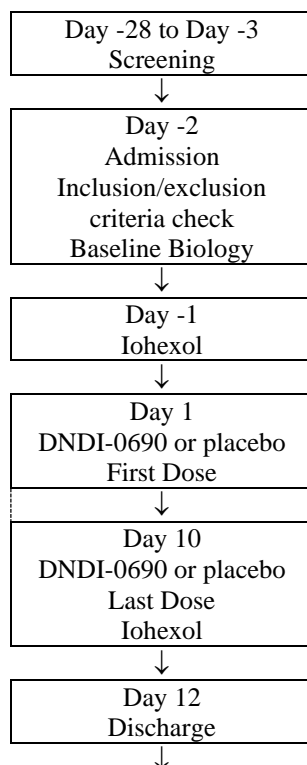 Day -28 to Day -3
Screening
↓
Day -2
Admission
Inclusion/exclusion
criteria check
Baseline Biology
↓
Day -1
Iohexol
↓
Day 1
DNDI-0690 or placebo
First Dose
↓
Day 10
DNDI-0690 or placebo
Last Dose
Iohexol
↓
Day 12
Discharge
↓